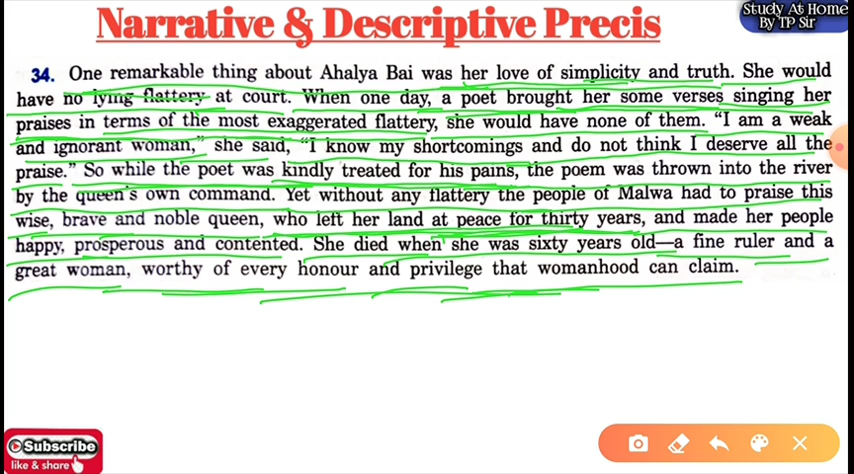 Narrative & Descriptive Precis
Study At Home
By TP Sir
34. One remarkable thing about Ahalya Bai was her love of simplicity and truth. She would
have no lying flattery at court. When one day, a poet brought her some verses singing her
praises in terms of the most exaggerated flattery, she would have none of them. “I am a weak
and ignorant woman,” she said, “I know my shortcomings and do not think I deserve all the
praise.” So while the poet was kindly treated for his pains, the poem was thrown into the river
by the queen's own command. Yet without any flattery the people of Malwa had to praise this
wise, brave and noble queen, who left her land at peace for thirty years, and made her people
happy, prosperous and contented. She died when she was sixty years old—a fine ruler and a
great woman, worthy of every honour and privilege that womanhood can claim.
Subscribe
like & share